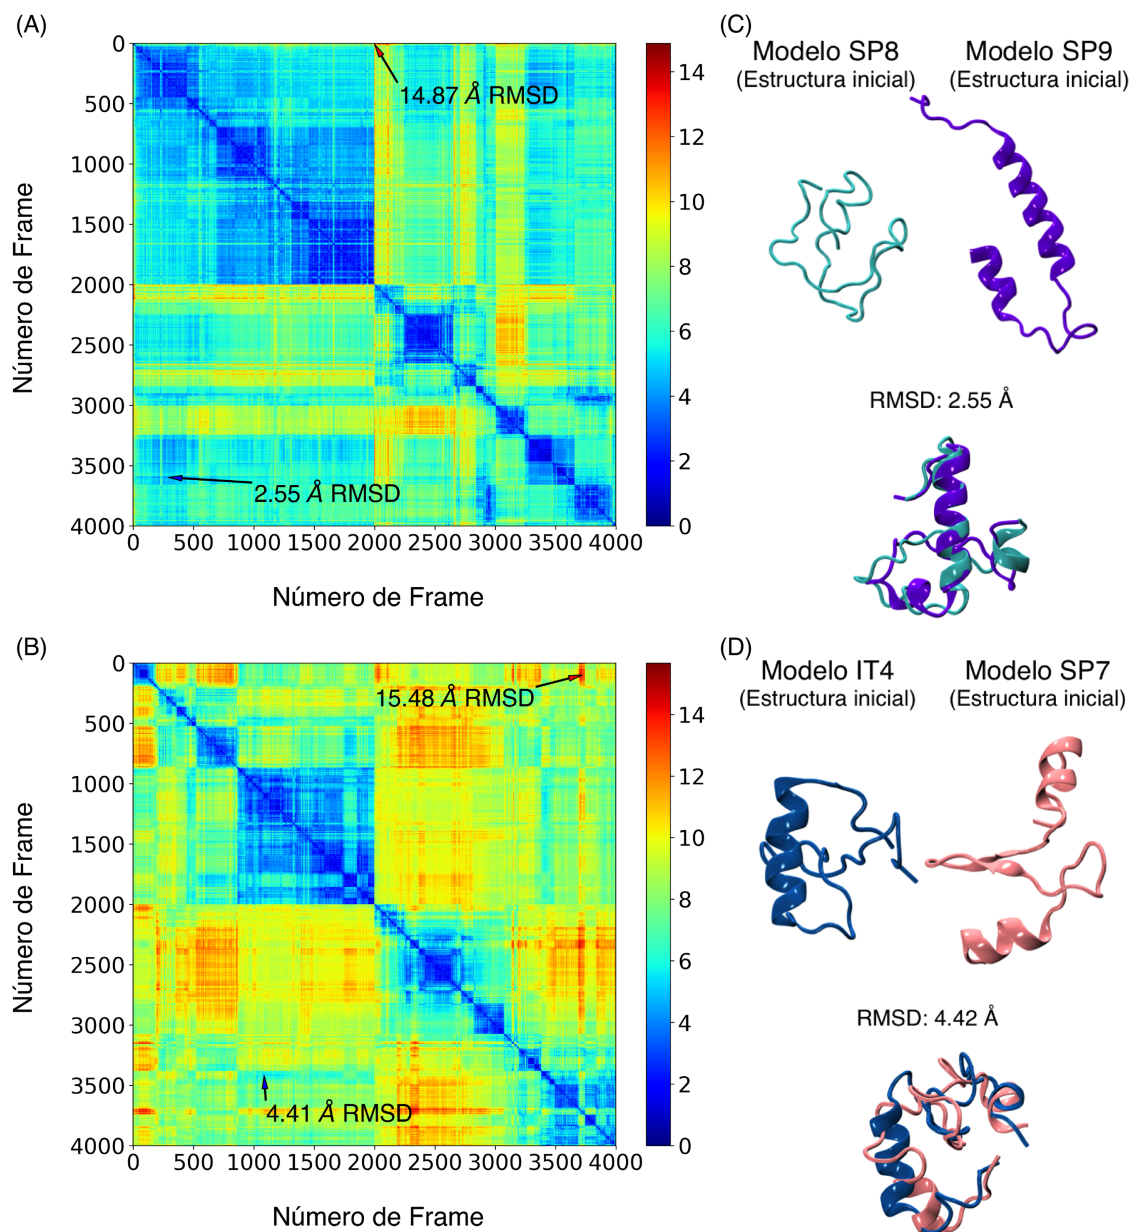 (A)
0
500
1000
1500
2000
2500
3000
3500
4000
Número de Frame
14.87 Å RMSD
2.55 Å RMSD
0 500 1000 1500 2000 2500 3000 3500 4000
Número de Frame
14
12
10
8
6
4
2
0
(C)
Modelo SP8
(Estructura inicial)
Modelo SP9
(Estructura inicial)
RMSD: 2.55 Å
(B)
0
500
1000
1500
2000
2500
3000
3500
4000
Número de Frame
15.48 Å RMSD
4.41 Å RMSD
0 500 1000 1500 2000 2500 3000 3500 4000
Número de Frame
14
12
10
8
6
4
2
0
(D)
Modelo IT4
(Estructura inicial)
Modelo SP7
(Estructura inicial)
RMSD: 4.42 Å